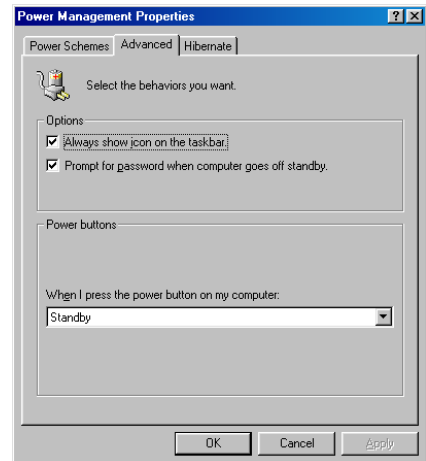 Power Management Properties
Power Schemes Advanced Hibernate
Select the behaviors you want.
Options
Always show icon on the taskbar.
Prompt for password when computer goes off standby.
Power buttons
When I press the power button on my computer:
Standby
OK Cancel Apply